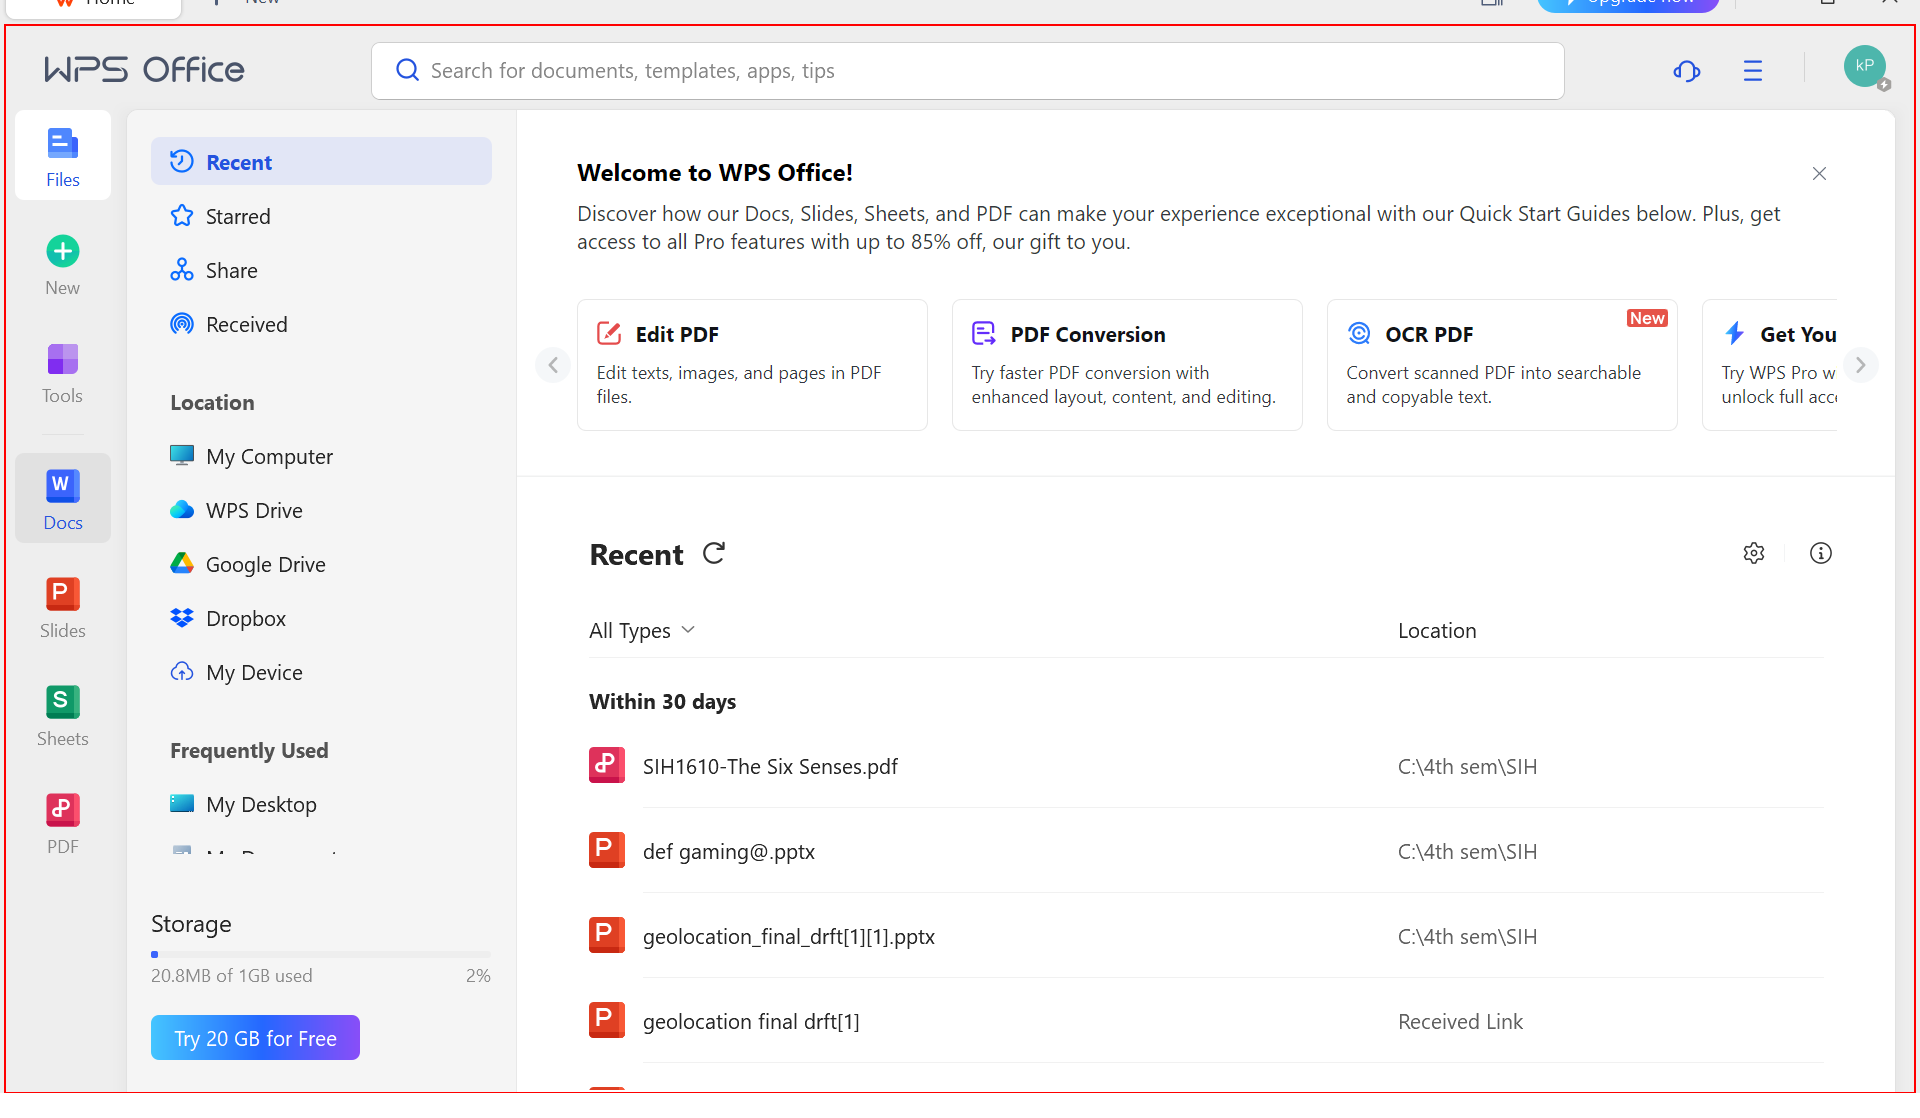 Home
New
Upgrade now
WPS Office
Search for documents, templates, apps, tips
kP
Files
New
Tools
W
Docs
P
Slides
S
Sheets
PDF
Recent
Starred
Share
Received
Location
My Computer
WPS Drive
Google Drive
Dropbox
My Device
Frequently Used
My Desktop
Storage
20.8MB of 1GB used
2%
Try 20 GB for Free
Welcome to WPS Office!
Discover how our Docs, Slides, Sheets, and PDF can make your experience exceptional with our Quick Start Guides below. Plus, get
access to all Pro features with up to 85% off, our gift to you.
Edit PDF
Edit texts, images, and pages in PDF
files.
PDF Conversion
Try faster PDF conversion with
enhanced layout, content, and editing.
New
OCR PDF
Convert scanned PDF into searchable
and copyable text.
Get You
Try WPS Pro w
unlock full acc
Recent
All Types
Location
Within 30 days
SIH1610-The Six Senses.pdf
C:\4th sem\SIH
P
def gaming@.pptx
C:\4th sem\SIH
P
geolocation_final_drft[1][1].pptx
C:\4th sem\SIH
P
geolocation final drft[1]
Received Link